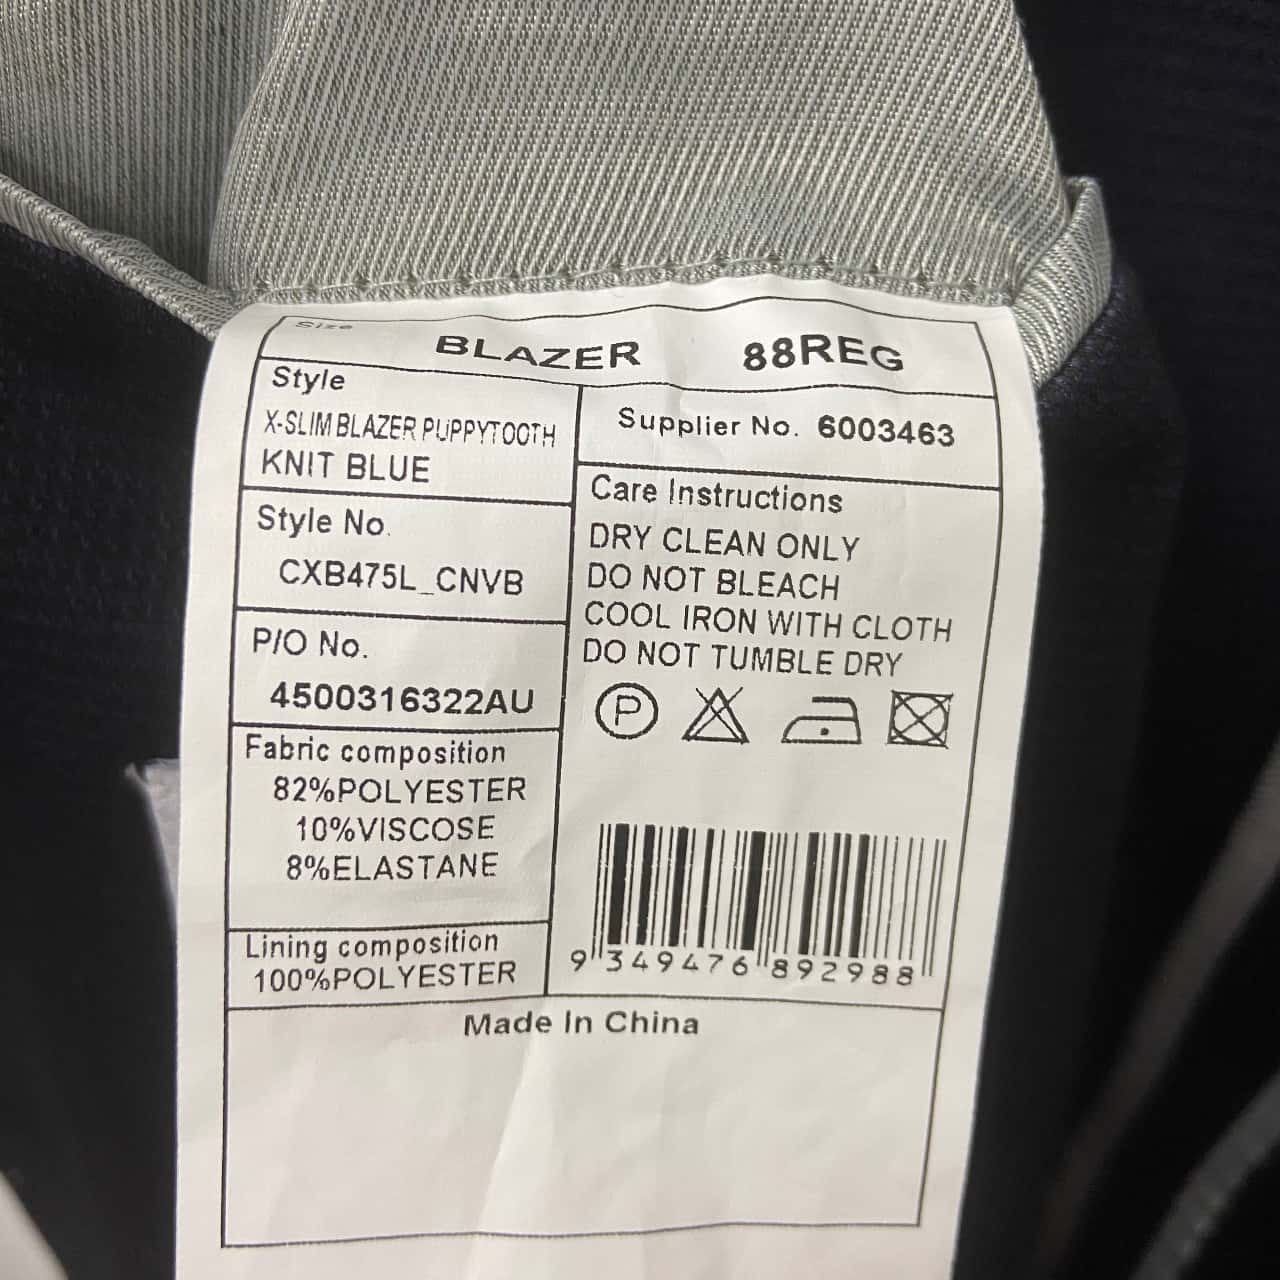 Size
BLAZER 88REG
Style
X-SLIM BLAZER PUPPYTOOTH
KNIT BLUE
Style No.
CXB475L_CNVB
P/O No.
4500316322AU
Fabric composition
82%POLYESTER
10%VISCOSE
8%ELASTANE
Lining composition
100%POLYESTER
Supplier No. 6003463
Care Instructions
DRY CLEAN ONLY
DO NOT BLEACH
COOL IRON WITH CLOTH
DO NOT TUMBLE DRY
P
9 349476 892988
Made In China